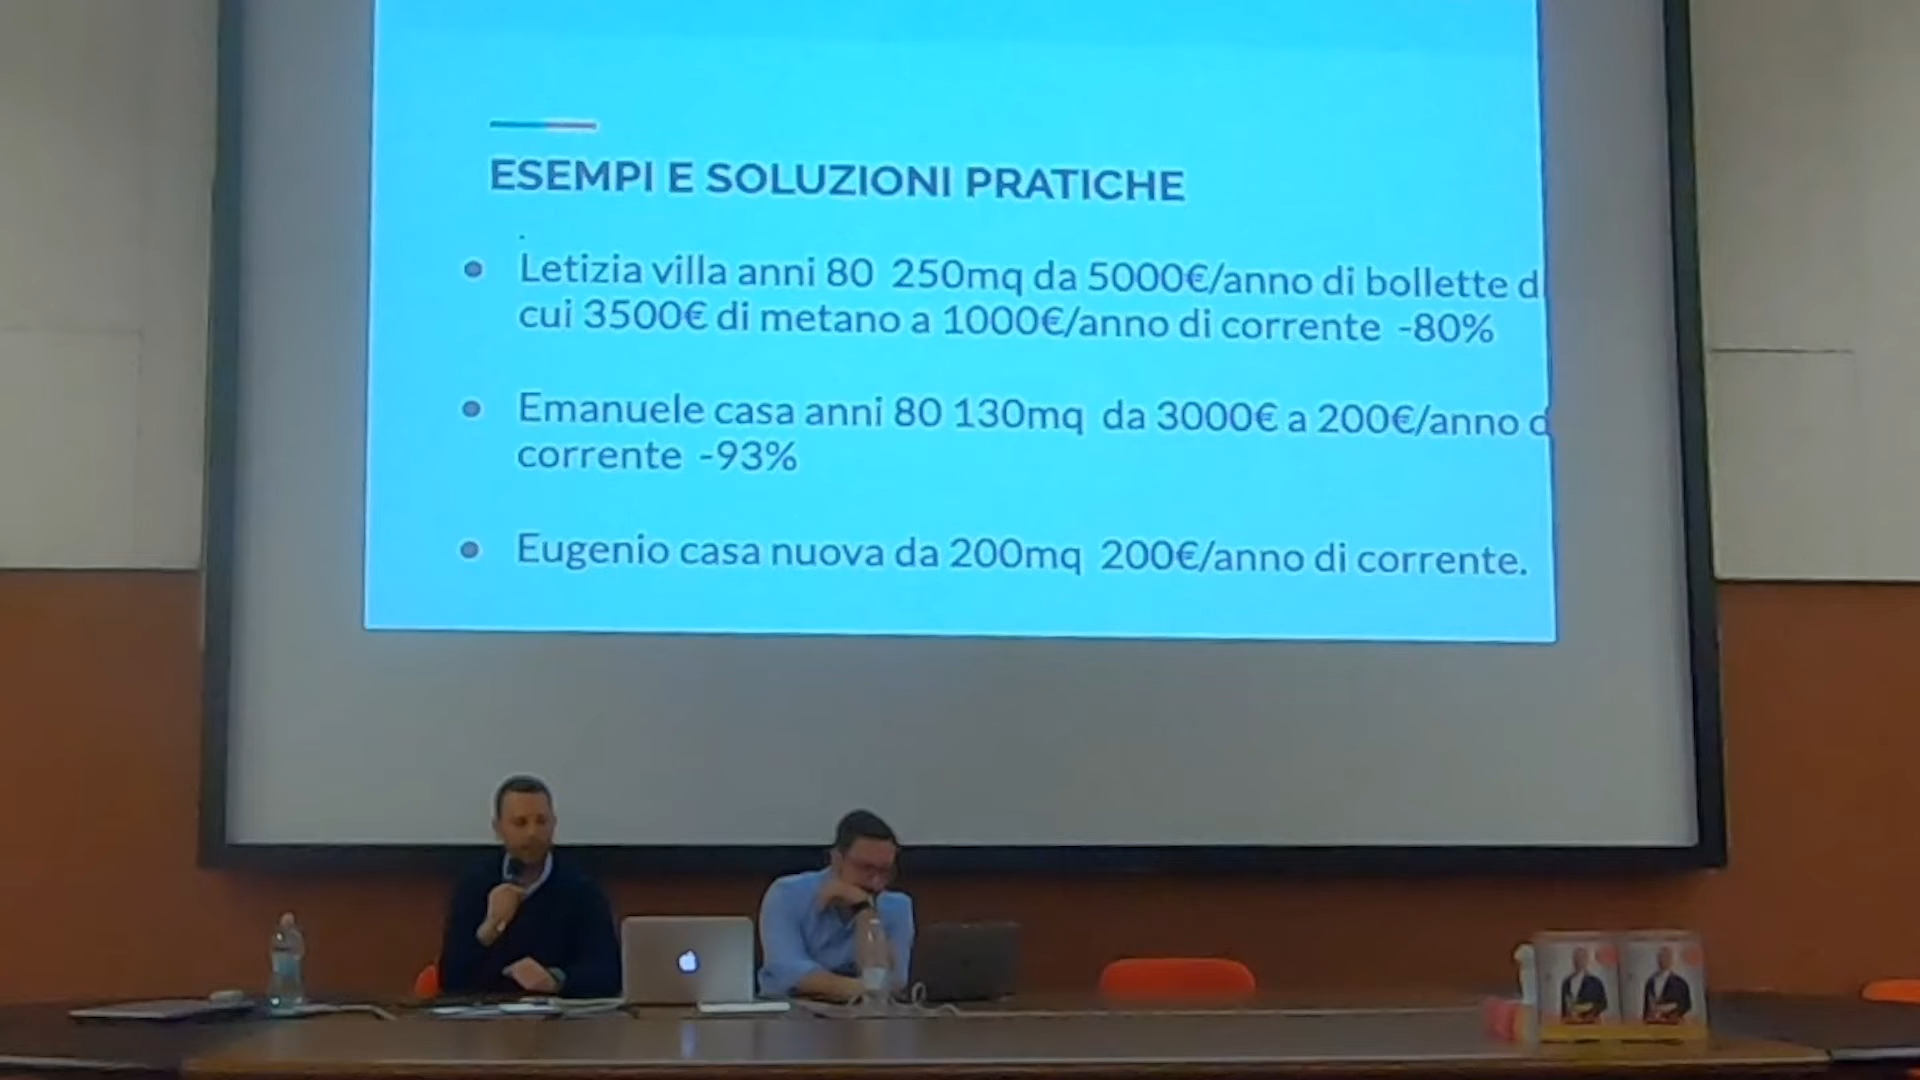 ESEMPI E SOLUZIONI PRATICHE
Letizia villa anni 80 250mq da 5000€/anno di bollette d
cui 3500€ di metano a 1000€/anno di corrente -80%
Emanuele casa anni 80 130mq da 3000€ a 200€/anno d
corrente -93%
Eugenio casa nuova da 200mq 200€/anno di corrente.